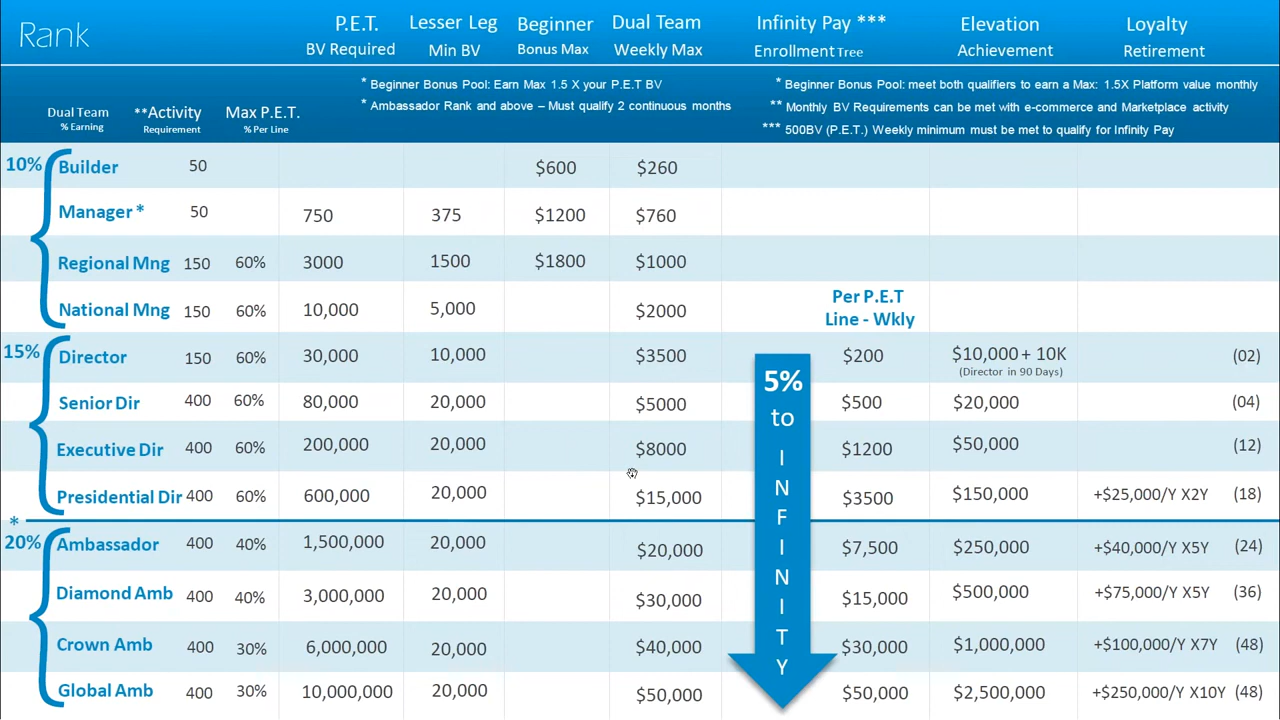 Rank
P.E.T. Lesser Leg Beginner Dual Team Infinity Pay *** Elevation Loyalty
BV Required Min BV Bonus Max Weekly Max Enrollment Tree Achievement Retirement
* Beginner Bonus Pool: Earn Max 1.5 X your P.E.T BV
* Ambassador Rank and above – Must qualify 2 continuous months
* Beginner Bonus Pool: meet both qualifiers to earn a Max: 1.5X Platform value monthly
** Monthly BV Requirements can be met with e-commerce and Marketplace activity
*** 500BV (P.E.T.) Weekly minimum must be met to qualify for Infinity Pay
Dual Team **Activity Max P.E.T.
% Earning Requirement % Per Line
10% Builder 50 $600 $260
Manager * 50 750 375 $1200 $760
Regional Mng 150 60% 3000 1500 $1800 $1000
National Mng 150 60% 10,000 5,000 $2000
Per P.E.T
Line - Wkly
15% Director 150 60% 30,000 10,000 $3500 $200 $10,000 + 10K (02)
(Director in 90 Days)
Senior Dir 400 60% 80,000 20,000 $5000 $500 $20,000 (04)
Executive Dir 400 60% 200,000 20,000 $8000 $1200 $50,000 (12)
Presidential Dir 400 60% 600,000 20,000 $15,000 $3500 $150,000 +$25,000/Y X2Y (18)
*
20% Ambassador 400 40% 1,500,000 20,000 $20,000 $7,500 $250,000 +$40,000/Y X5Y (24)
Diamond Amb 400 40% 3,000,000 20,000 $30,000 $15,000 $500,000 +$75,000/Y X5Y (36)
Crown Amb 400 30% 6,000,000 20,000 $40,000 $30,000 $1,000,000 +$100,000/Y X7Y (48)
Global Amb 400 30% 10,000,000 20,000 $50,000 $50,000 $2,500,000 +$250,000/Y X10Y (48)
5%
to
I
N
F
I
N
I
T
Y